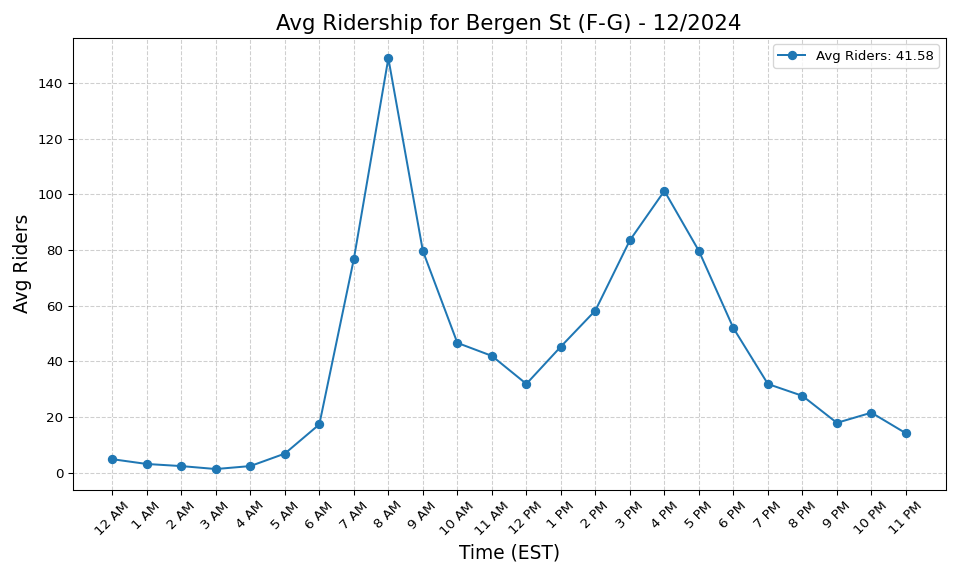 Avg Ridership for Bergen St (F-G) - 12/2024
Avg Riders: 41.58
Avg Riders
140
120
100
80
60
40
20
0
12 AM
1 AM
2 AM
3 AM
4 AM
5 AM
6 AM
7 AM
8 AM
9 AM
10 AM
11 AM
12 PM
1 PM
2 PM
3 PM
4 PM
5 PM
6 PM
7 PM
8 PM
9 PM
10 PM
11 PM
Time (EST)